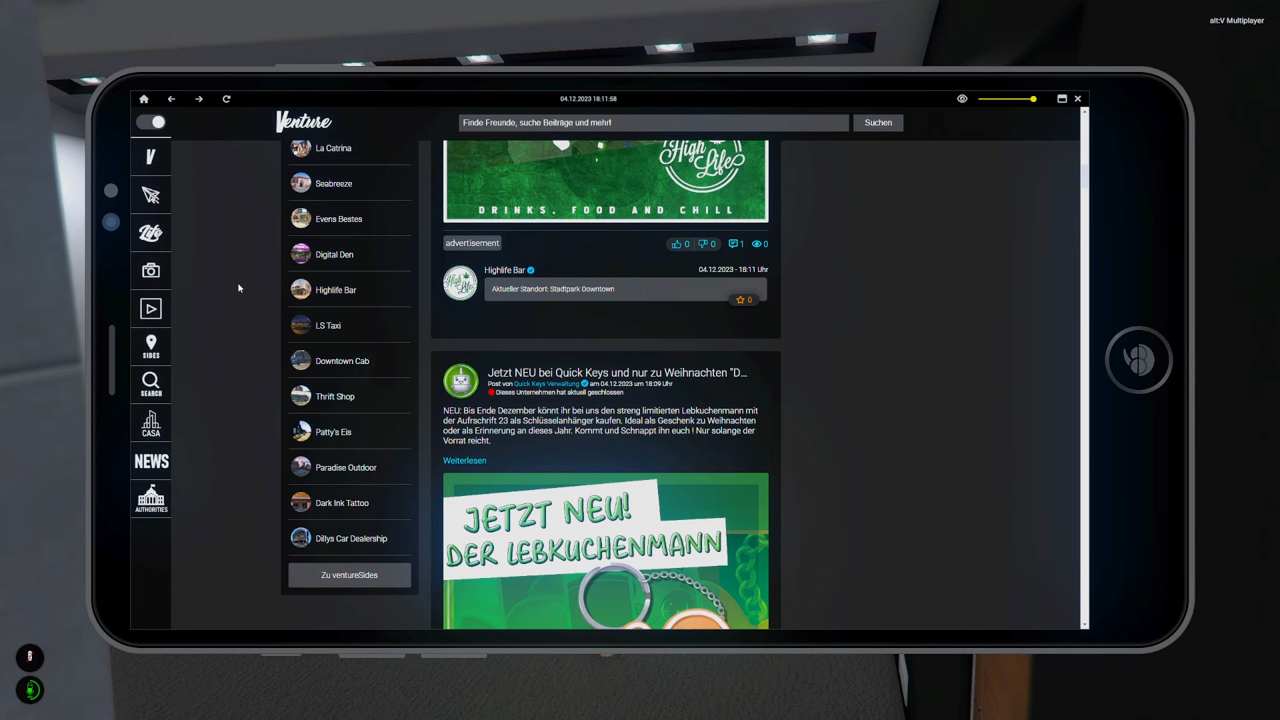 alt:V Multiplayer
04.12.2023 18:11:58
Venture
Finde Freunde, suche Beiträge und mehr!
Suchen
V
Life
SIDES
SEARCH
CASA
NEWS
AUTHORITIES
La Catrina
Seabreeze
Evens Bestes
Digital Den
Highlife Bar
LS Taxi
Downtown Cab
Thrift Shop
Patty's Eis
Paradise Outdoor
Dark Ink Tattoo
Dillys Car Dealership
Zu ventureSides
High Life
DRINKS, FOOD AND CHILL
advertisement
0 0 1 0
Highlife Bar
04.12.2023 - 18:11 Uhr
Aktueller Standort: Stadtpark Downtown
0
Jetzt NEU bei Quick Keys und nur zu Weihnachten "D...
Post von Quick Keys Verwaltung am 04.12.2023 um 18:09 Uhr
Dieses Unternehmen hat aktuell geschlossen
NEU: Bis Ende Dezember könnt ihr bei uns den streng limitierten Lebkuchenmann mit
der Aufrschrift 23 als Schlüsselanhänger kaufen. Ideal als Geschenk zu Weihnachten
oder als Erinnerung an dieses Jahr. Kommt und Schnappt ihn euch ! Nur solange der
Vorrat reicht.
Weiterlesen
JETZT NEU!
DER LEBKUCHENMANN